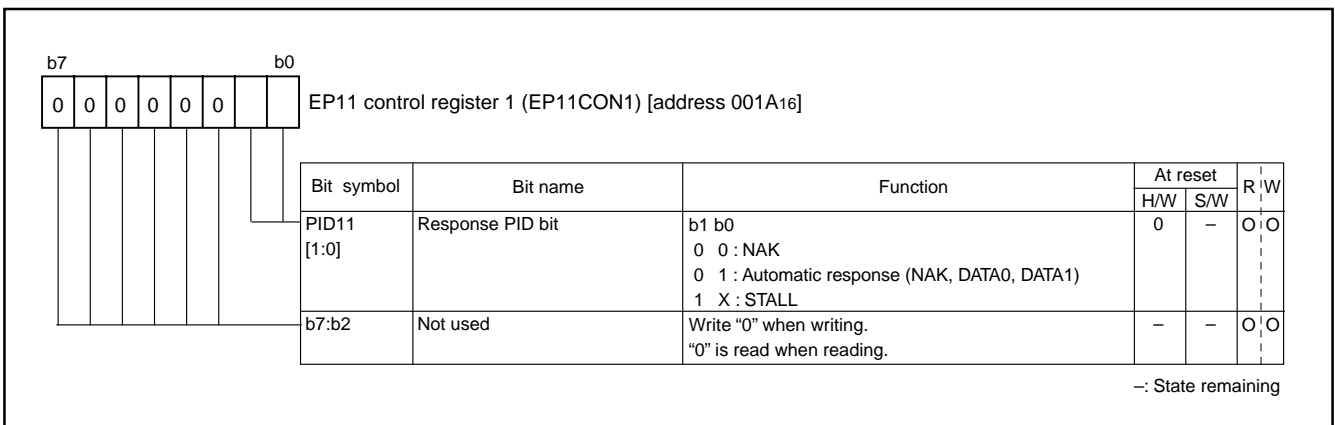 b7 b0
0 0 0 0 0 0 EP11 control register 1 (EP11CON1) [address 001A16]
Bit symbol Bit name Function At reset R W
H/W S/W
PID11 Response PID bit b1 b0 0 – O O
[1:0] 0 0 : NAK
0 1 : Automatic response (NAK, DATA0, DATA1)
1 X : STALL
b7:b2 Not used Write “0” when writing. – – O O
“0” is read when reading.
–: State remaining